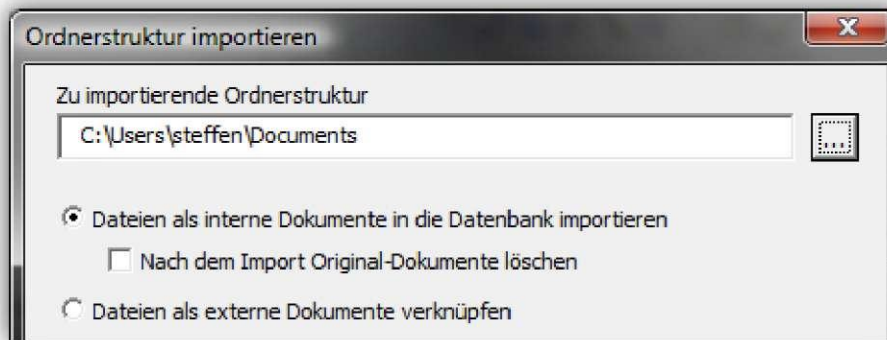 Ordnerstruktur importieren
Zu importierende Ordnerstruktur
C:\Users\steffen\Documents
...
Dateien als interne Dokumente in die Datenbank importieren
Nach dem Import Original-Dokumente löschen
Dateien als externe Dokumente verknüpfen